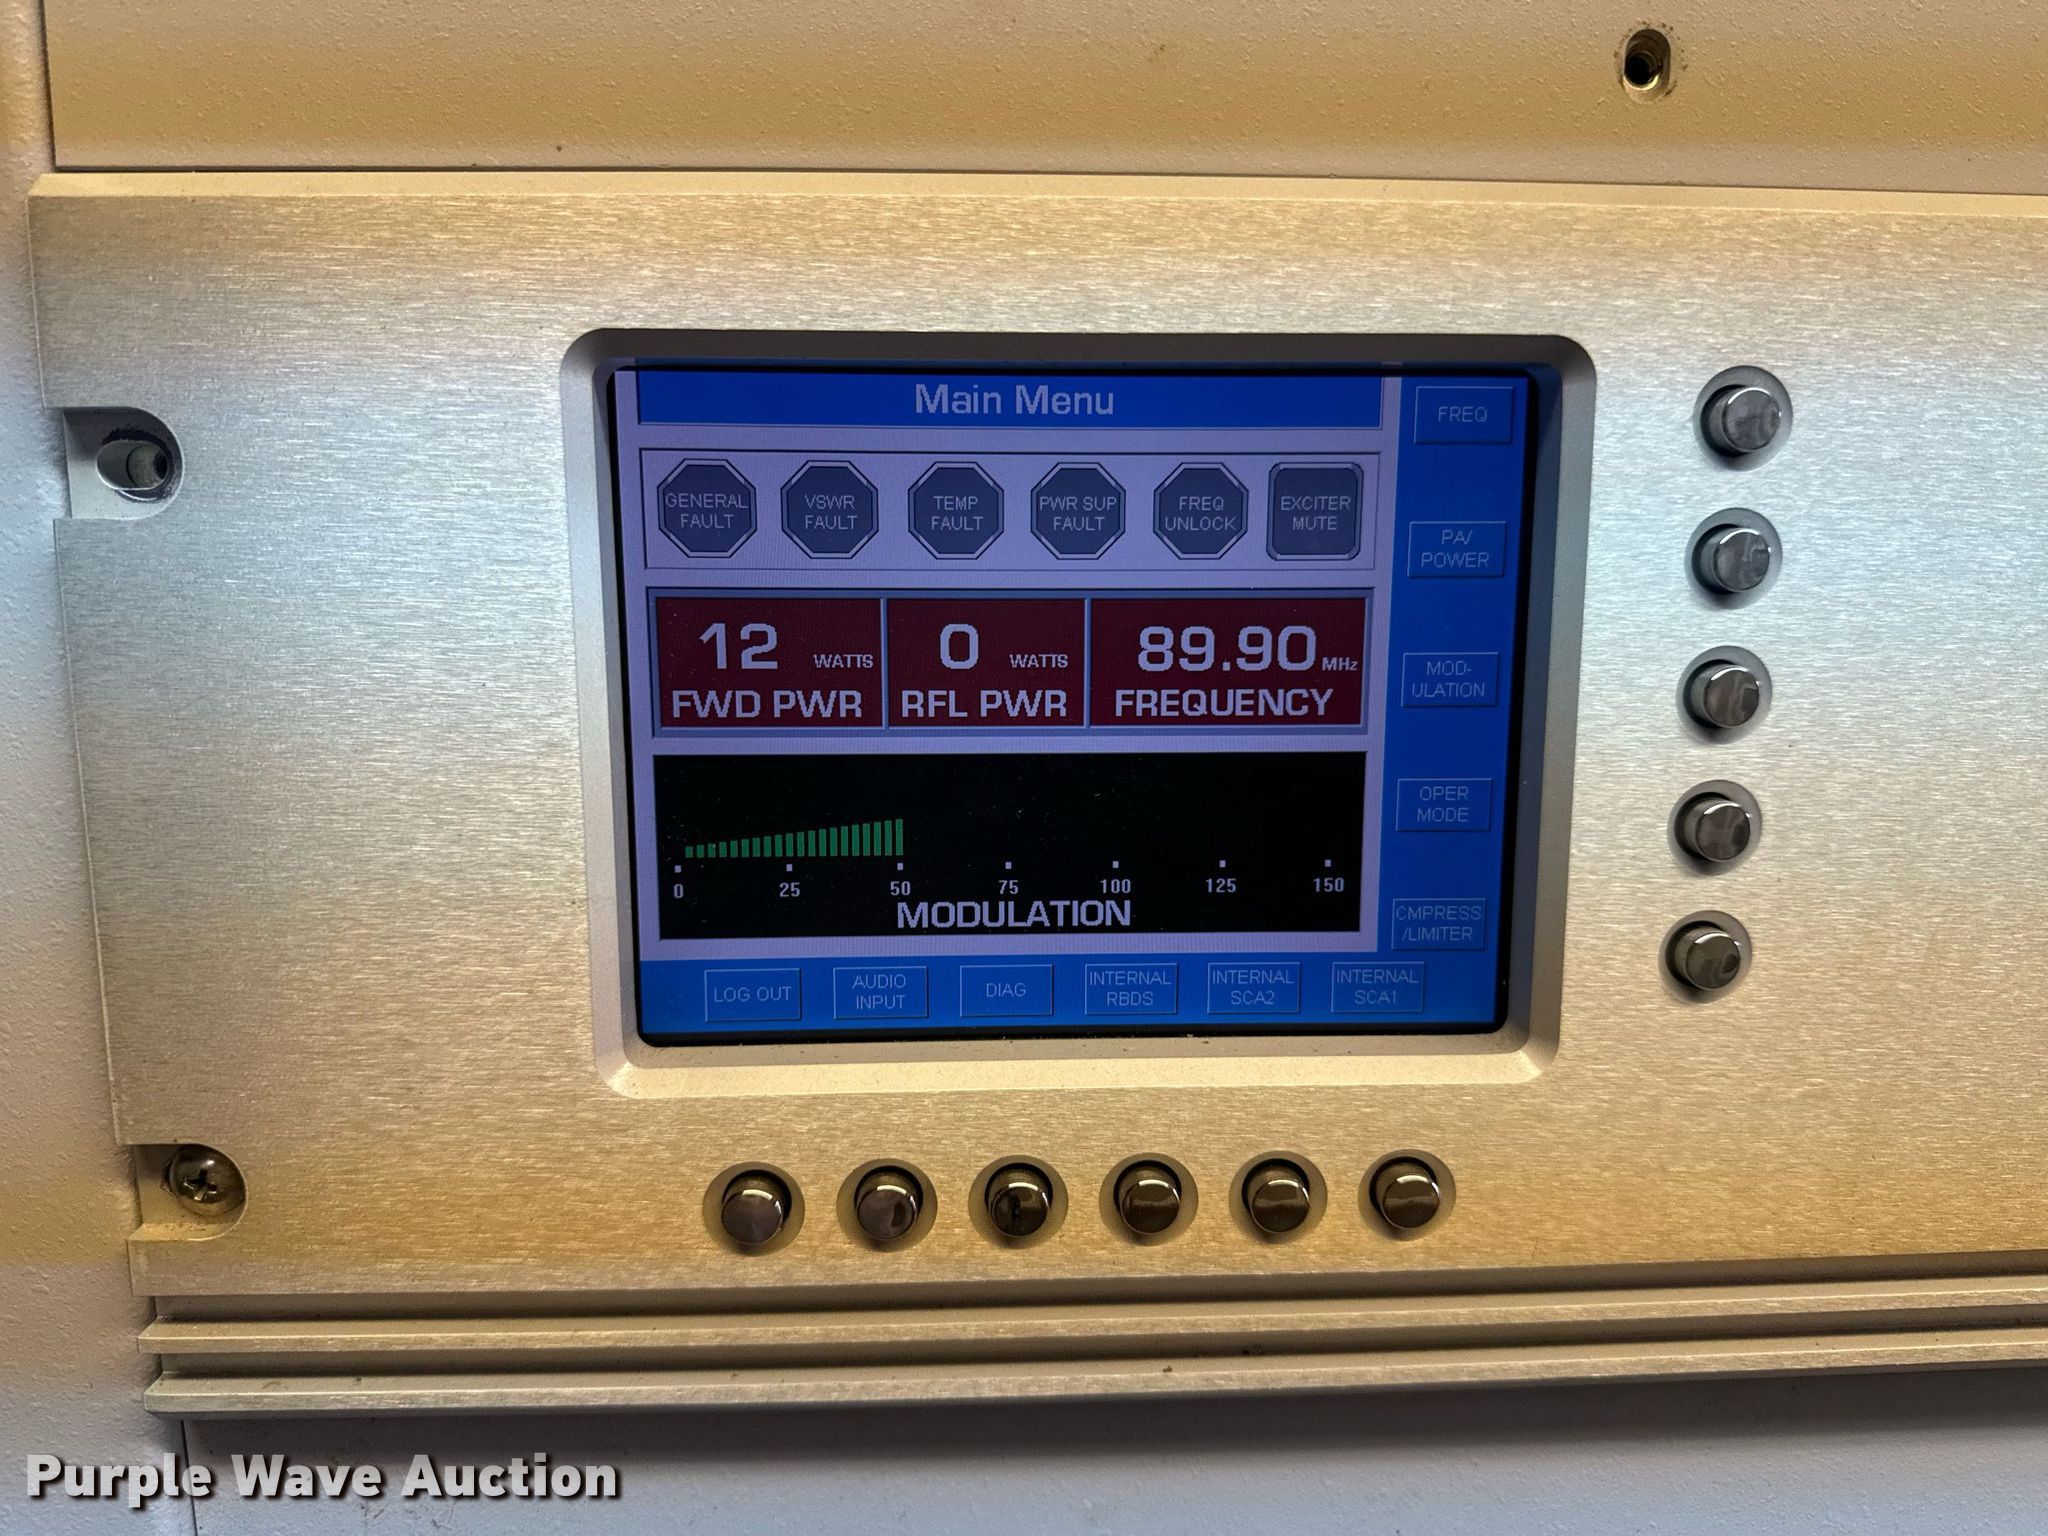 Main Menu
FREQ
GENERAL
FAULT
VSWR
FAULT
TEMP
FAULT
PWR SUP
FAULT
FREQ
UNLOCK
EXCITER
MUTE
PA/
POWER
12 WATTS
FWD PWR
0 WATTS
RFL PWR
89.90 MHz
FREQUENCY
MOD-
ULATION
OPER
MODE
0 25 50 75 100 125 150
MODULATION
CMPRESS
/LIMITER
LOG OUT
AUDIO
INPUT
DIAG
INTERNAL
RBDS
INTERNAL
SCA2
INTERNAL
SCA1
Purple Wave Auction